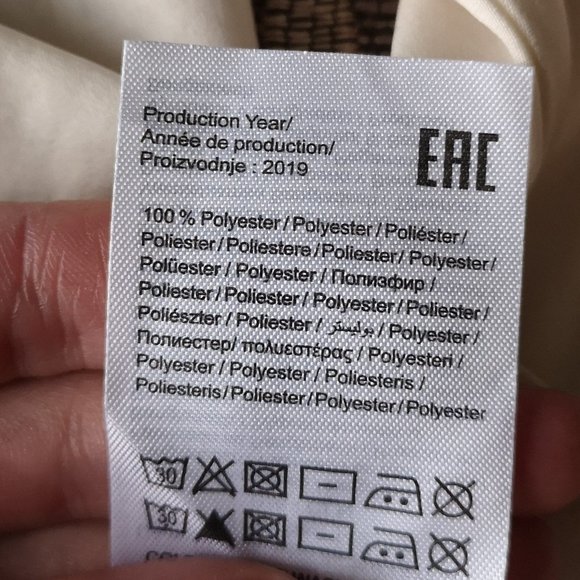 Production Year/
Année de production/
Proizvodnje : 2019
EAC
100 % Polyester / Polyester / Poliéster /
Poliester / Poliestere / Poliester / Polyester /
Polüester / Polyester / Полиэфир /
Poliester / Poliester / Polyester / Poliester /
Poliészter / Poliester / بوليستر / Polyester /
Полиестер/ πολυεστέρας / Polyesteri /
Polyester / Polyester / Poliesteris /
Poliesteris / Poliester / Polyester / Polyester
30
30